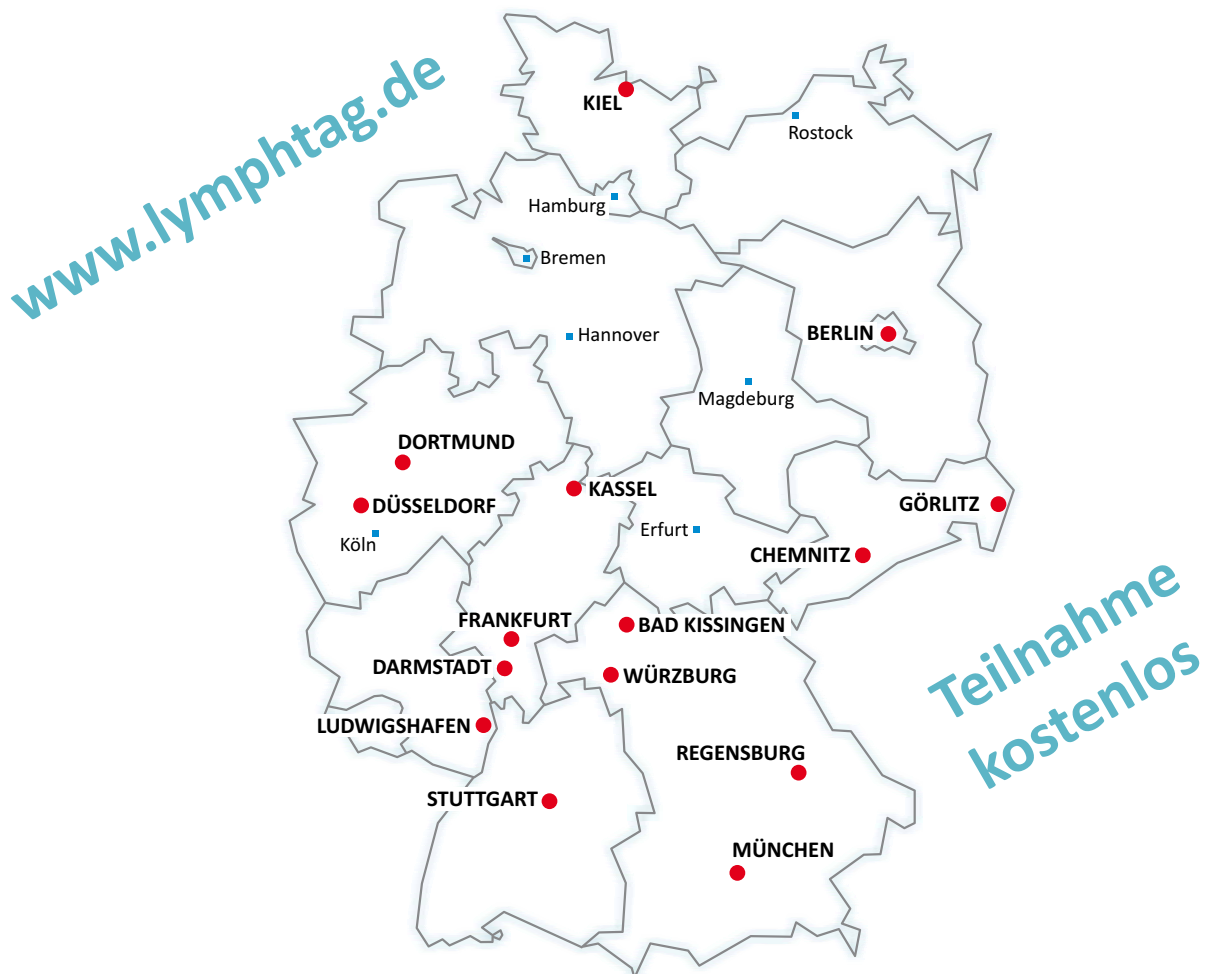 www.lymphtag.de
KIEL
Rostock
Hamburg
Bremen
Hannover
BERLIN
Magdeburg
DORTMUND
KASSEL
DÜSSELDORF
GÖRLITZ
Erfurt
Köln
CHEMNITZ
FRANKFURT
BAD KISSINGEN
DARMSTADT
WÜRZBURG
Teilnahme
kostenlos
LUDWIGSHAFEN
REGENSBURG
STUTTGART
MÜNCHEN